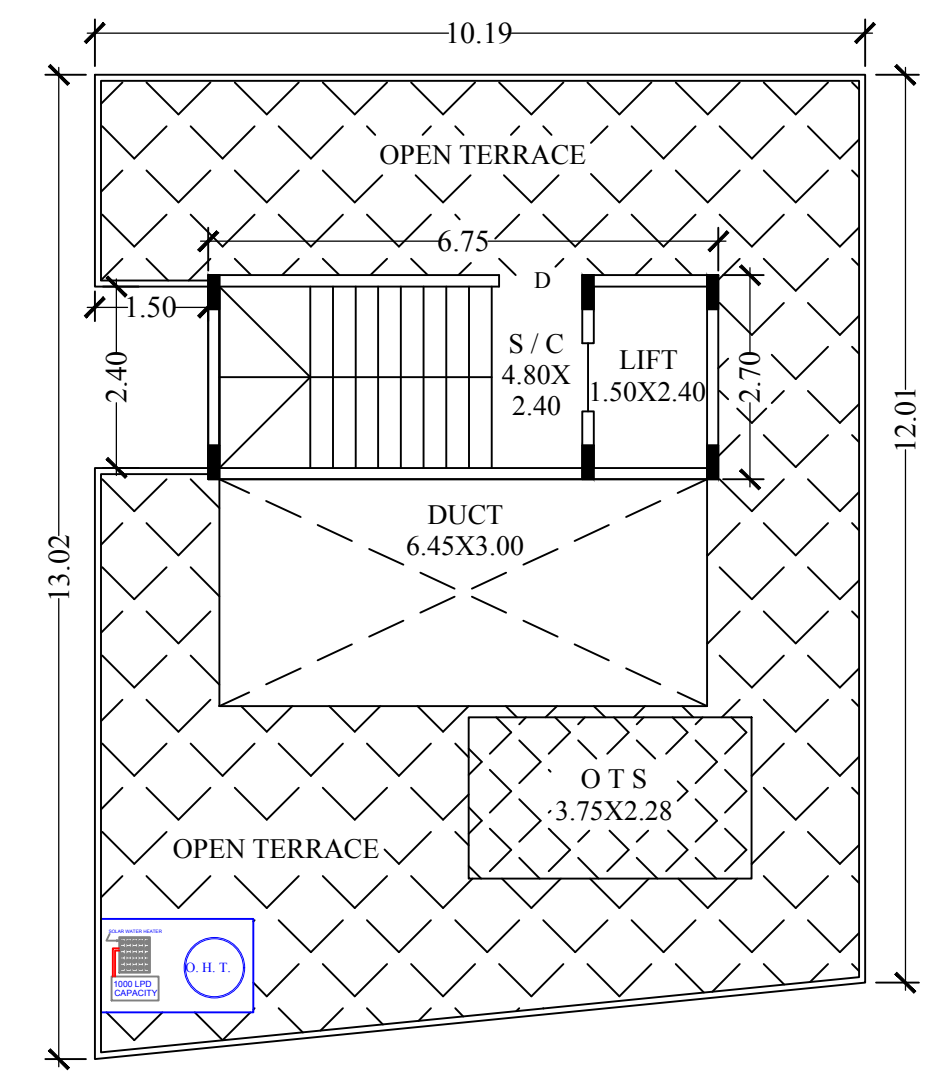 10.19
OPEN TERRACE
6.75
D
1.50
S / C
4.80X
2.40
LIFT
1.50X2.40
2.40
2.70
12.01
DUCT
6.45X3.00
13.02
O T S
3.75X2.28
OPEN TERRACE
SOLAR WATER HEATER
O. H. T.
1000 LPD
CAPACITY